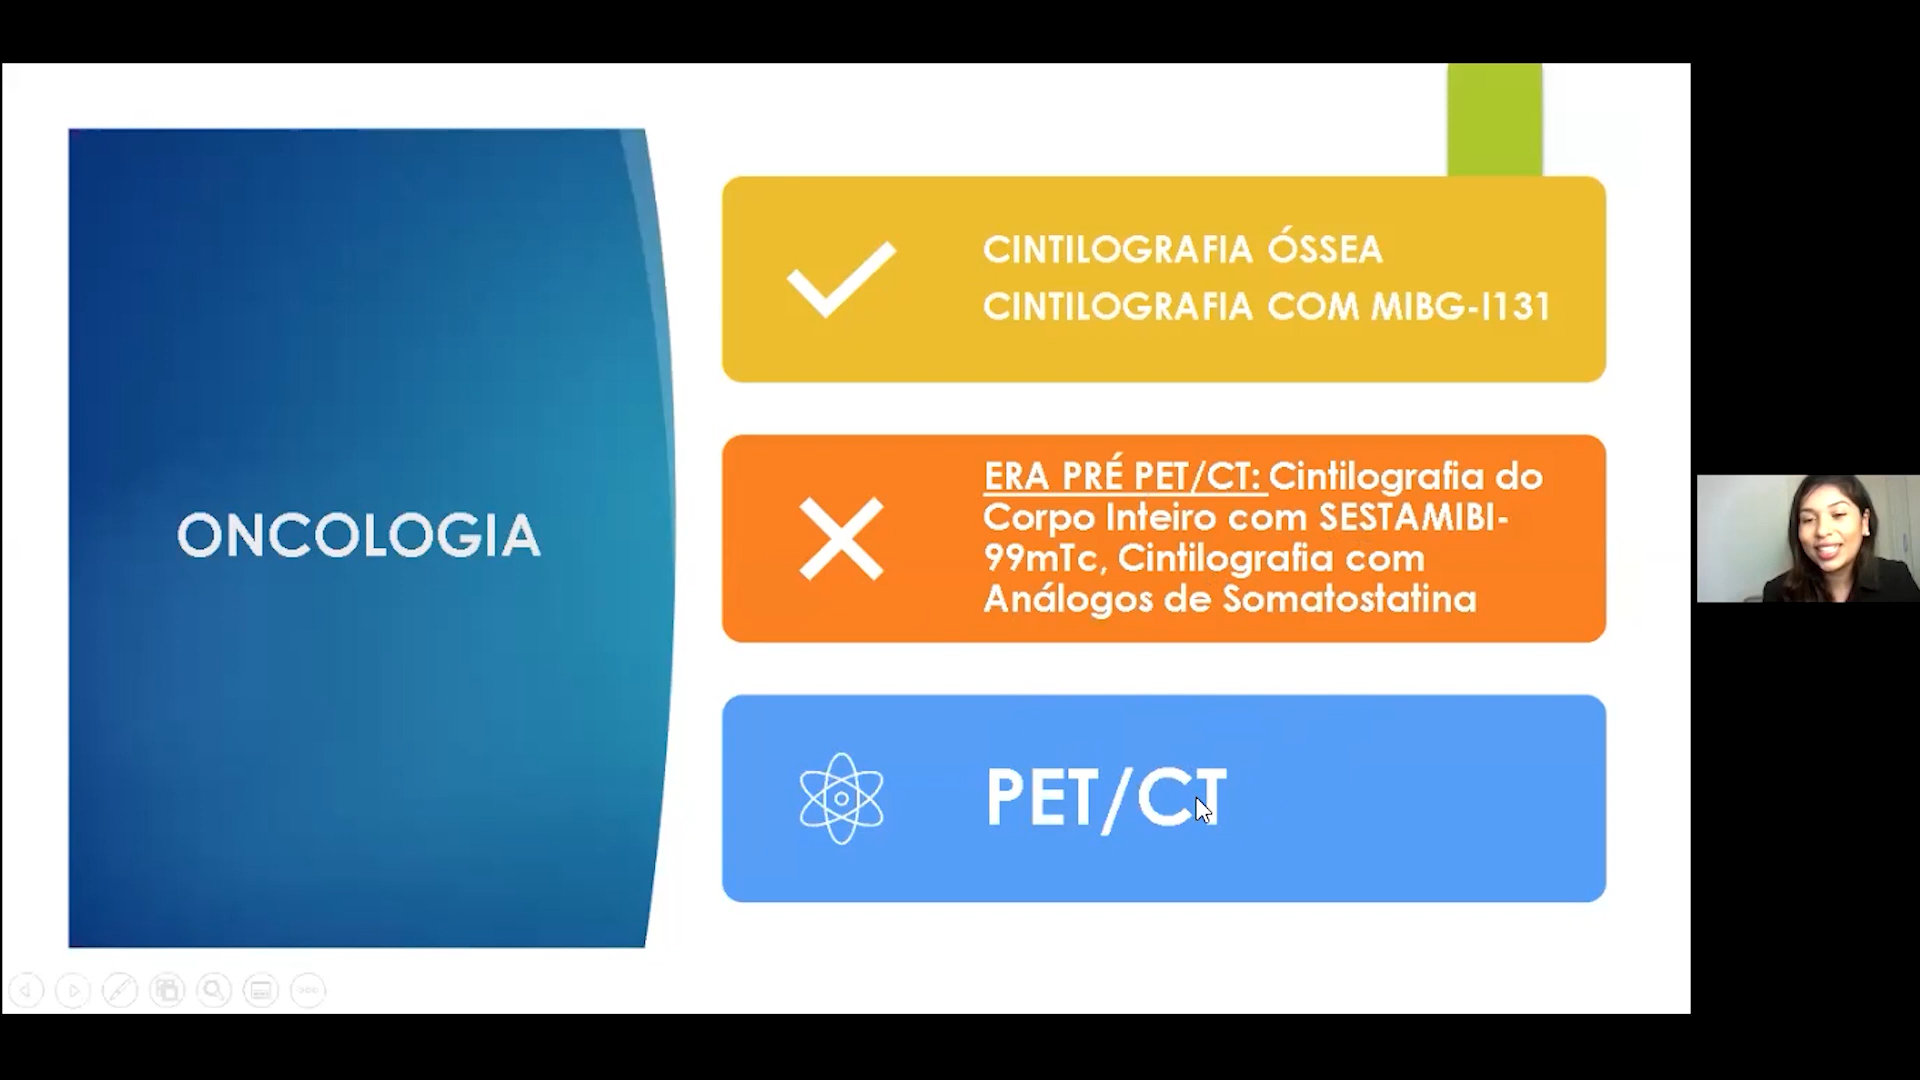 ONCOLOGIA
CINTILOGRAFIA ÓSSEA
CINTILOGRAFIA COM MIBG-I131
ERA PRÉ PET/CT: Cintilografia do
Corpo Inteiro com SESTAMIBI-
99mTc, Cintilografia com
Análogos de Somatostatina
PET/CT